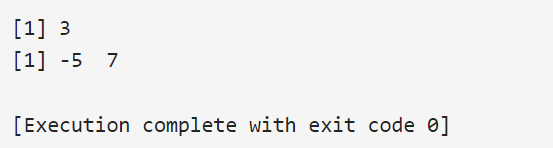 [1] 3
[1] -5  7

[Execution complete with exit code 0]